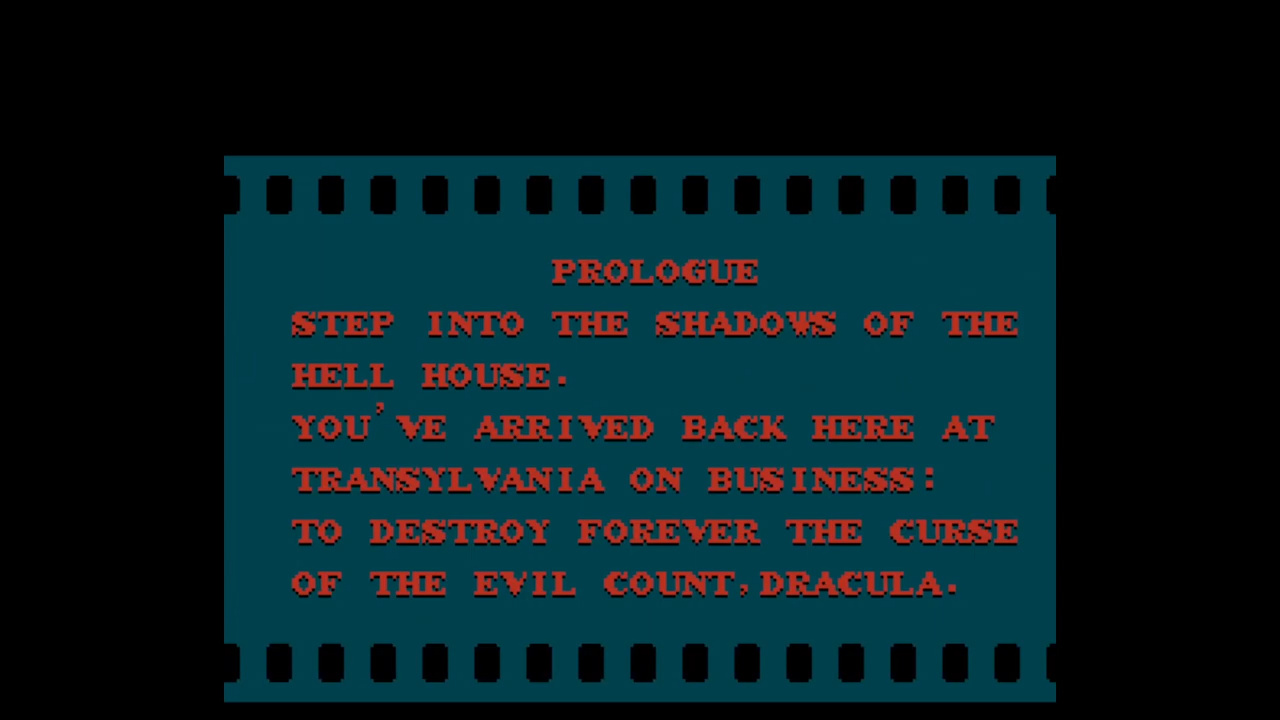 PROLOGUE
STEP INTO THE SHADOWS OF THE
HELL HOUSE.
YOU'VE ARRIVED BACK HERE AT
TRANSYLVANIA ON BUSINESS:
TO DESTROY FOREVER THE CURSE
OF THE EVIL COUNT,DRACULA.